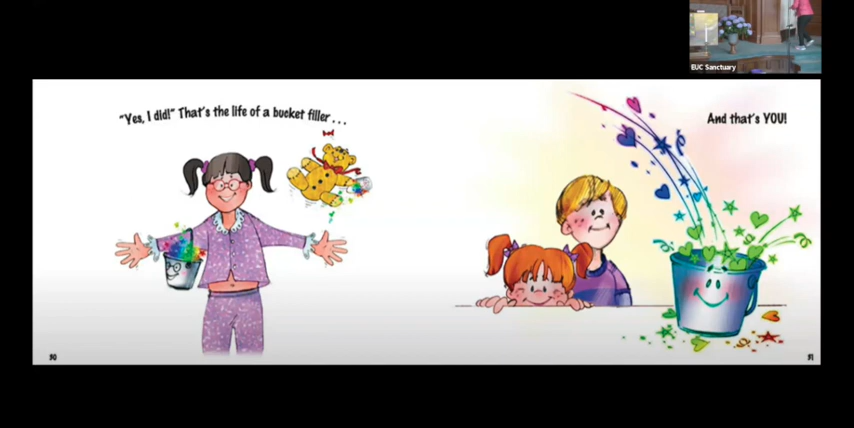 EUC Sanctuary
"Yes, I did!" That's the life of a bucket filler . . .
And that's YOU!
30
31